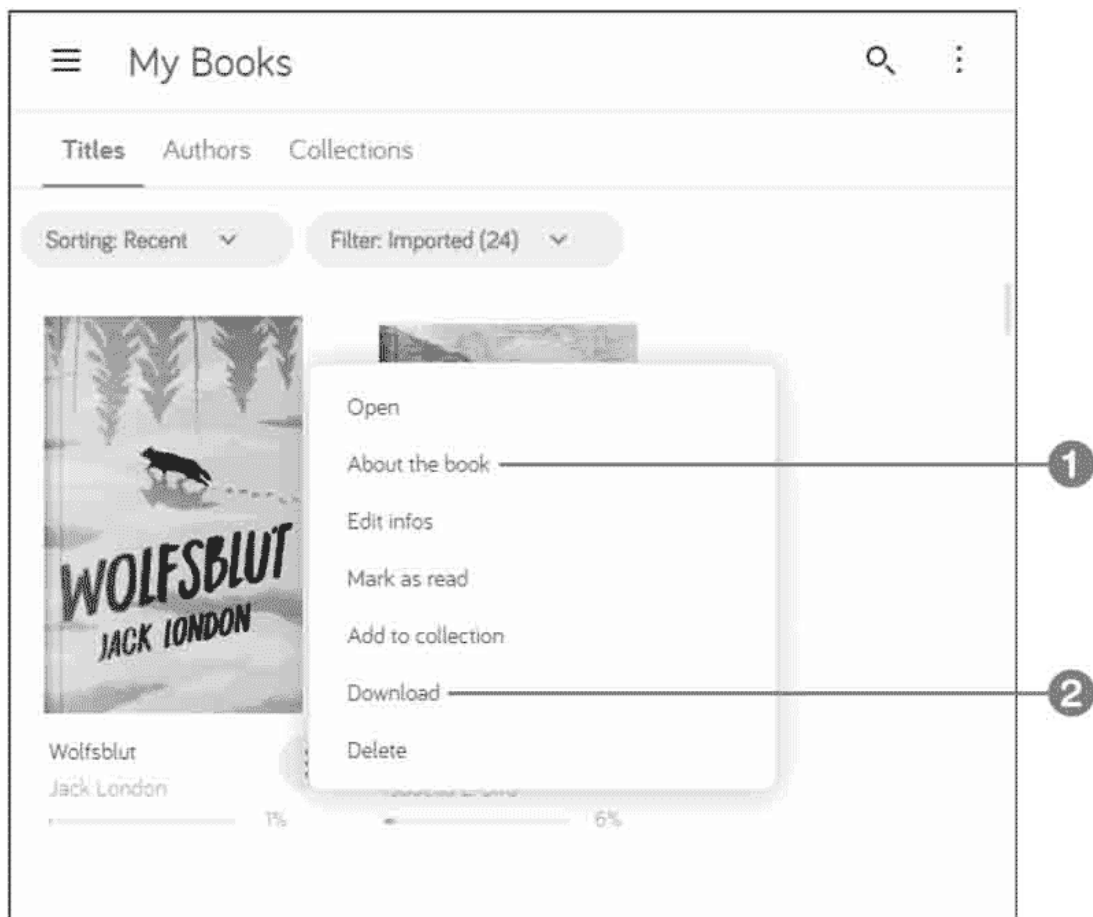 My Books
Titles Authors Collections
Sorting: Recent Filter: Imported (24)
WOLFSBLUT
JACK LONDON
Open
About the book 1
Edit infos
Mark as read
Add to collection
Download 2
Delete
Wolfsblut
Jack London
1% 6%